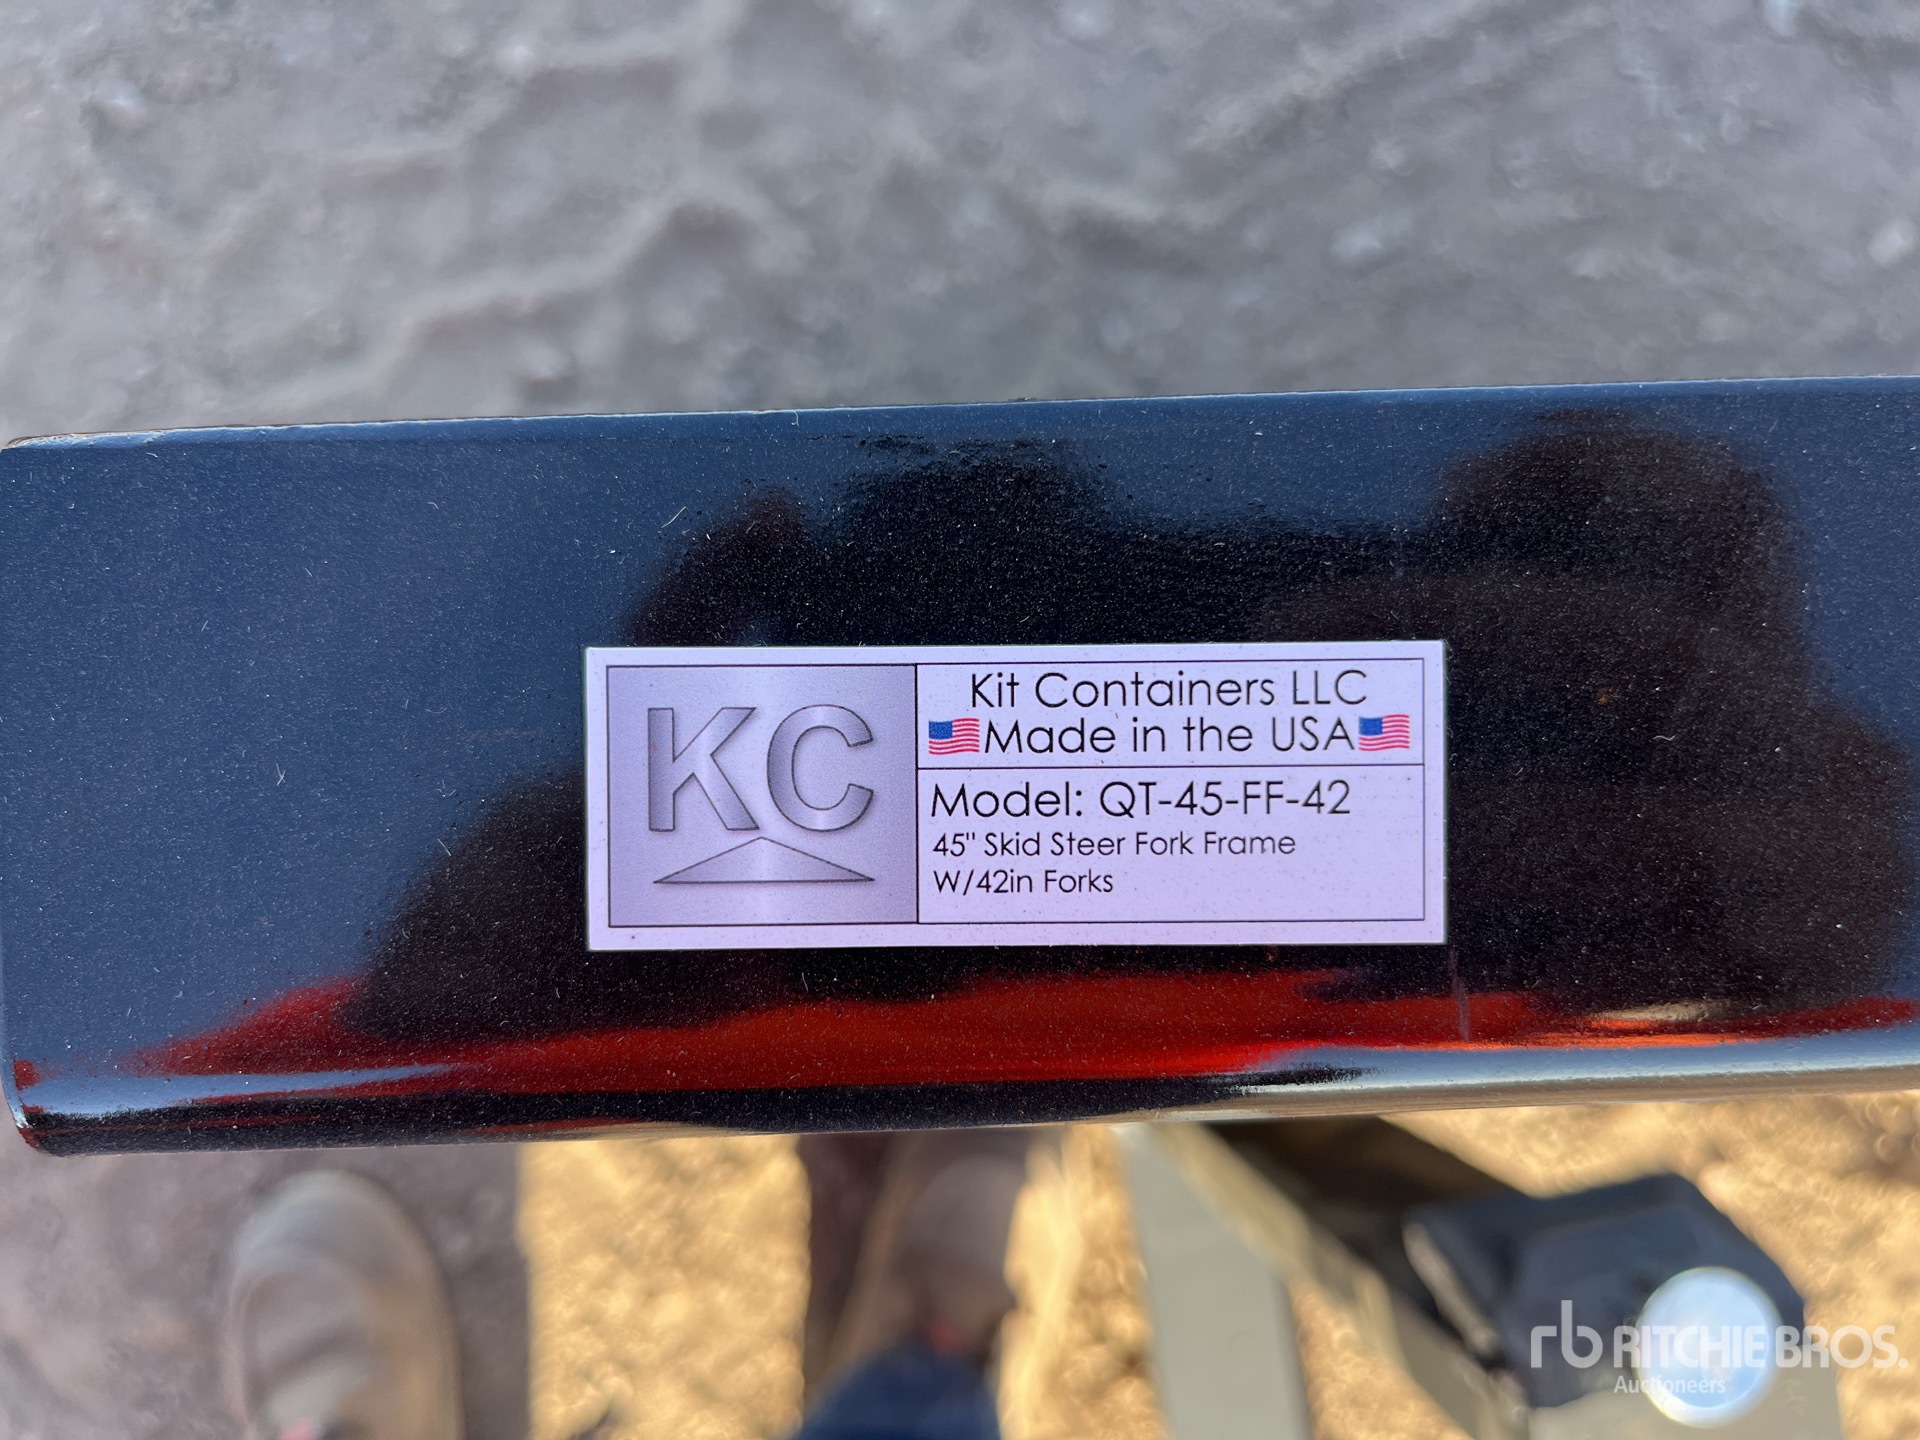 KC
Kit Containers LLC
Made in the USA
Model: QT-45-FF-42
45" Skid Steer Fork Frame
W/42in Forks
rb RITCHIE BROS.
Auctioneers